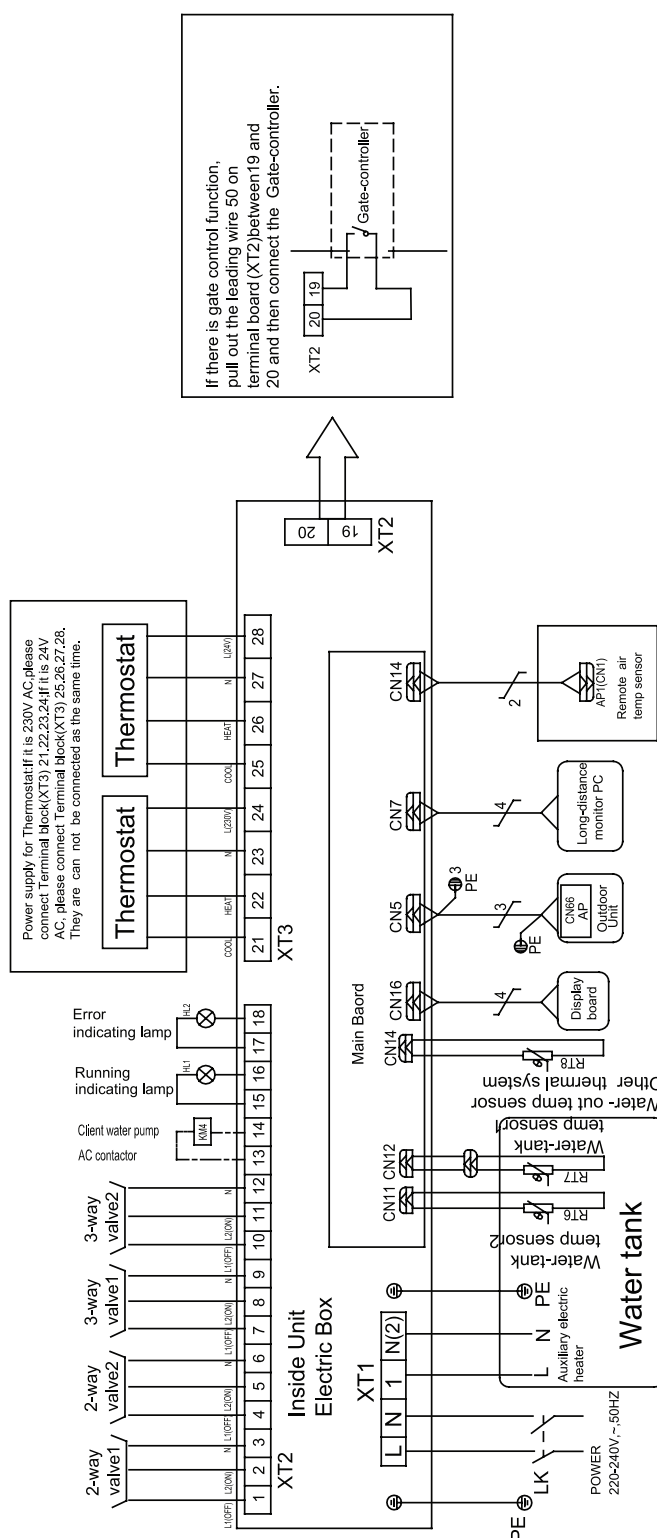 If there is gate control function,
pull out the leading wire 50 on
terminal board (XT2)between19 and
20 and then connect the Gate-controller.
XT2
20
19
Gate-controller
Power supply for Thermostat:If it is 230V AC,please
connect Terminal block(XT3) 21,22,23,24;If it is 24V
AC, please connect Terminal block(XT3) 25,26,27,28.
They are can not be connected as the same time.
Thermostat
Thermostat
COOL
HEAT
N
L(230V)
COOL
HEAT
N
L(24V)
21
22
23
24
25
26
27
28
XT3
20
19
XT2
2-way
valve1
2-way
valve2
3-way
valve1
3-way
valve2
AC contactor
Client water pump
KM4
Running
indicating lamp
HL1
Error
indicating lamp
HL2
L1(OFF)
L2(ON)
N
L1(OFF)
L2(ON)
N
L1(OFF)
L2(ON)
N
L1(OFF)
L2(ON)
N
1
2
3
4
5
6
7
8
9
10
11
12
13
14
15
16
17
18
XT2
Inside Unit
Electric Box
Main Baord
XT1
L
N
1
N(2)
CN11
CN12
CN14
CN16
CN5
CN7
CN14
PE
LK
POWER
220-240V,~,50HZ
L
N
PE
Auxiliary electric
heater
Water tank
RT6
Water-tank
temp sensor2
RT7
Water-tank
temp sensor1
RT8
Water- out temp sensor
Other thermal system
4
Display
board
3
PE
3
PE
CN66
AP
Outdoor
Unit
4
Long-distance
monitor PC
2
AP1(CN1)
Remote air
temp sensor